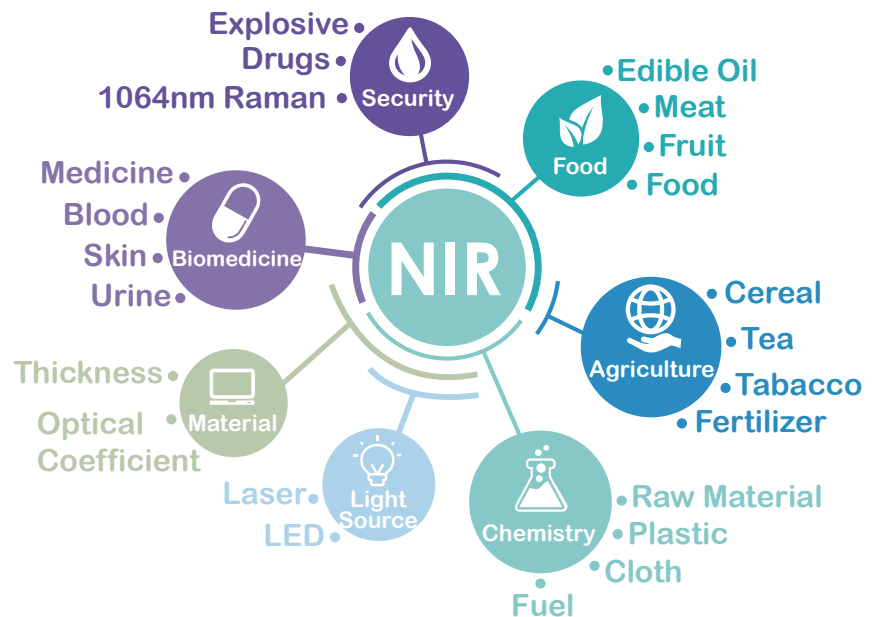 NIR
Security
Explosive
Drugs
1064nm Raman
Food
Edible Oil
Meat
Fruit
Food
Agriculture
Cereal
Tea
Tabacco
Fertilizer
Chemistry
Raw Material
Plastic
Cloth
Fuel
Light
Source
Laser
LED
Material
Thickness
Optical
Coefficient
Biomedicine
Medicine
Blood
Skin
Urine